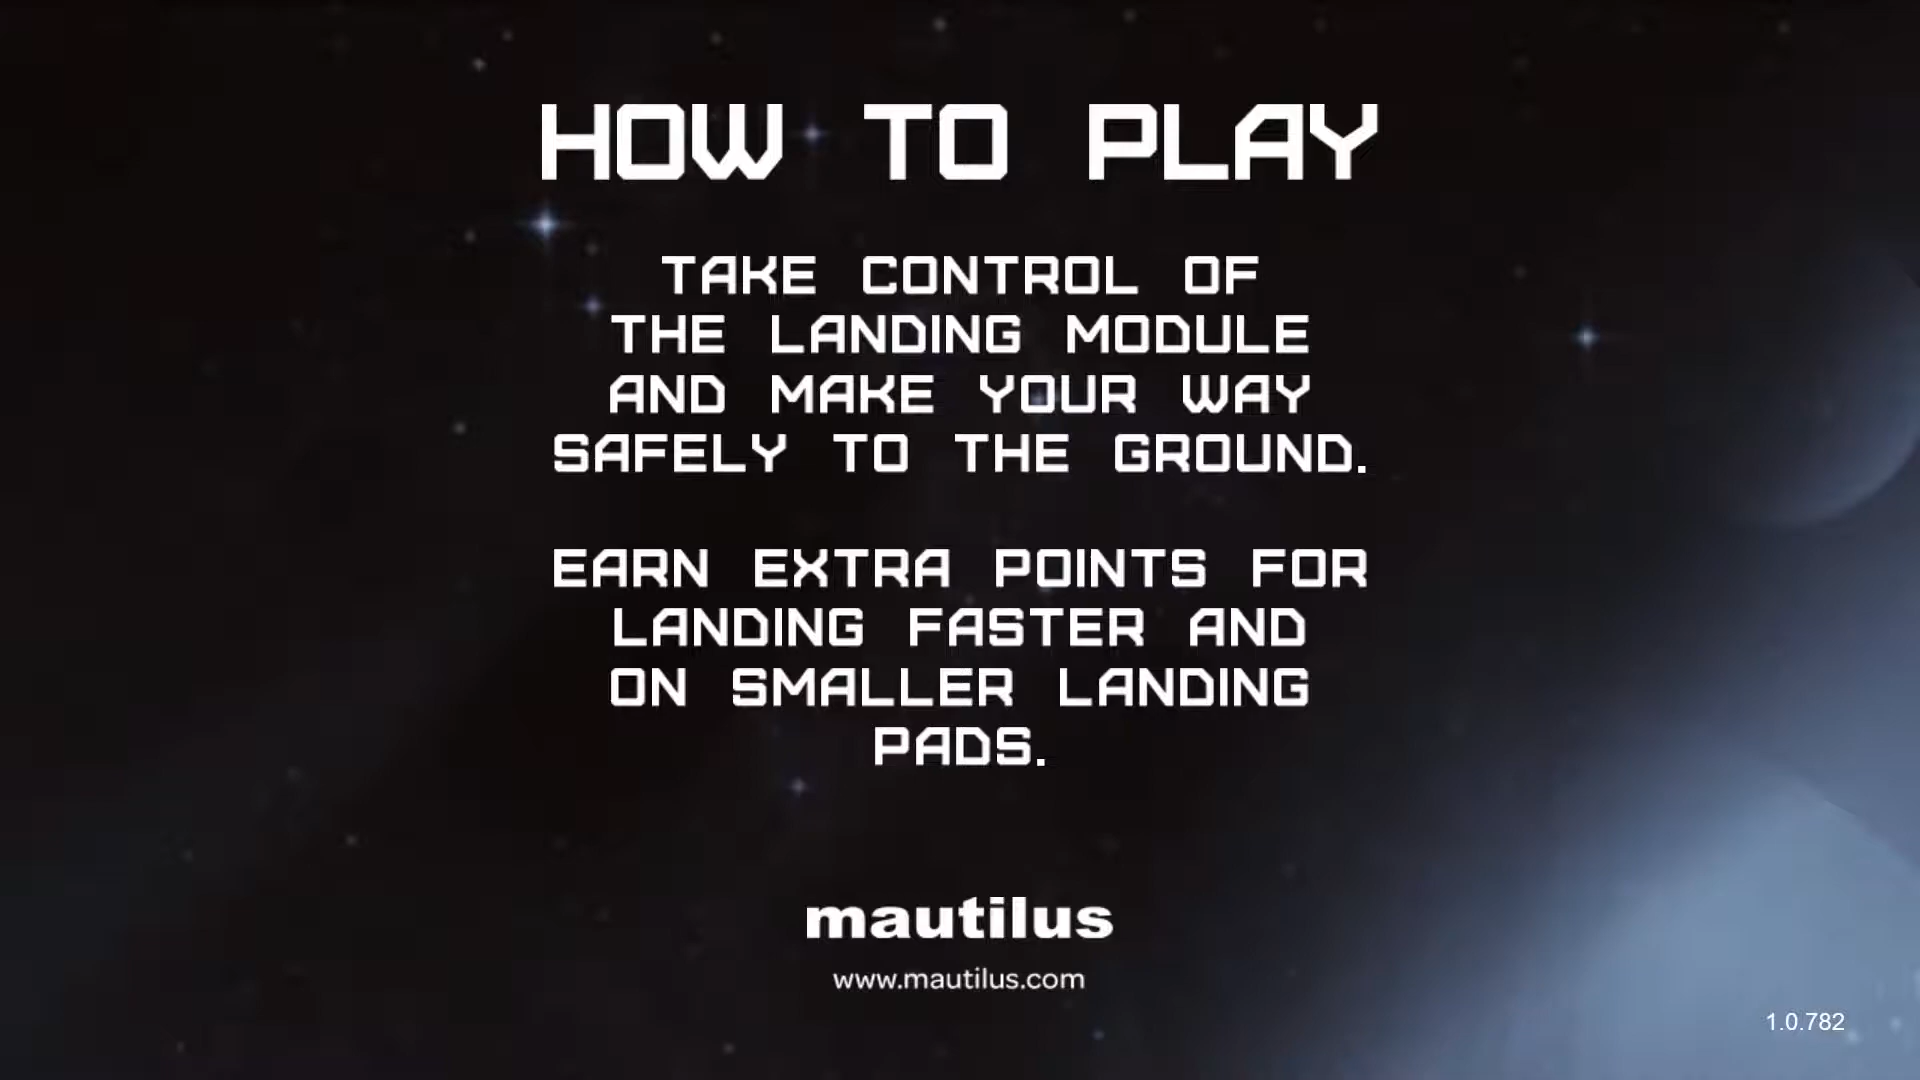 HOW TO PLAY
TAKE CONTROL OF
THE LANDING MODULE
AND MAKE YOUR WAY
SAFELY TO THE GROUND.
EARN EXTRA POINTS FOR
LANDING FASTER AND
ON SMALLER LANDING
PADS.
mautilus
www.mautilus.com
1.0.782